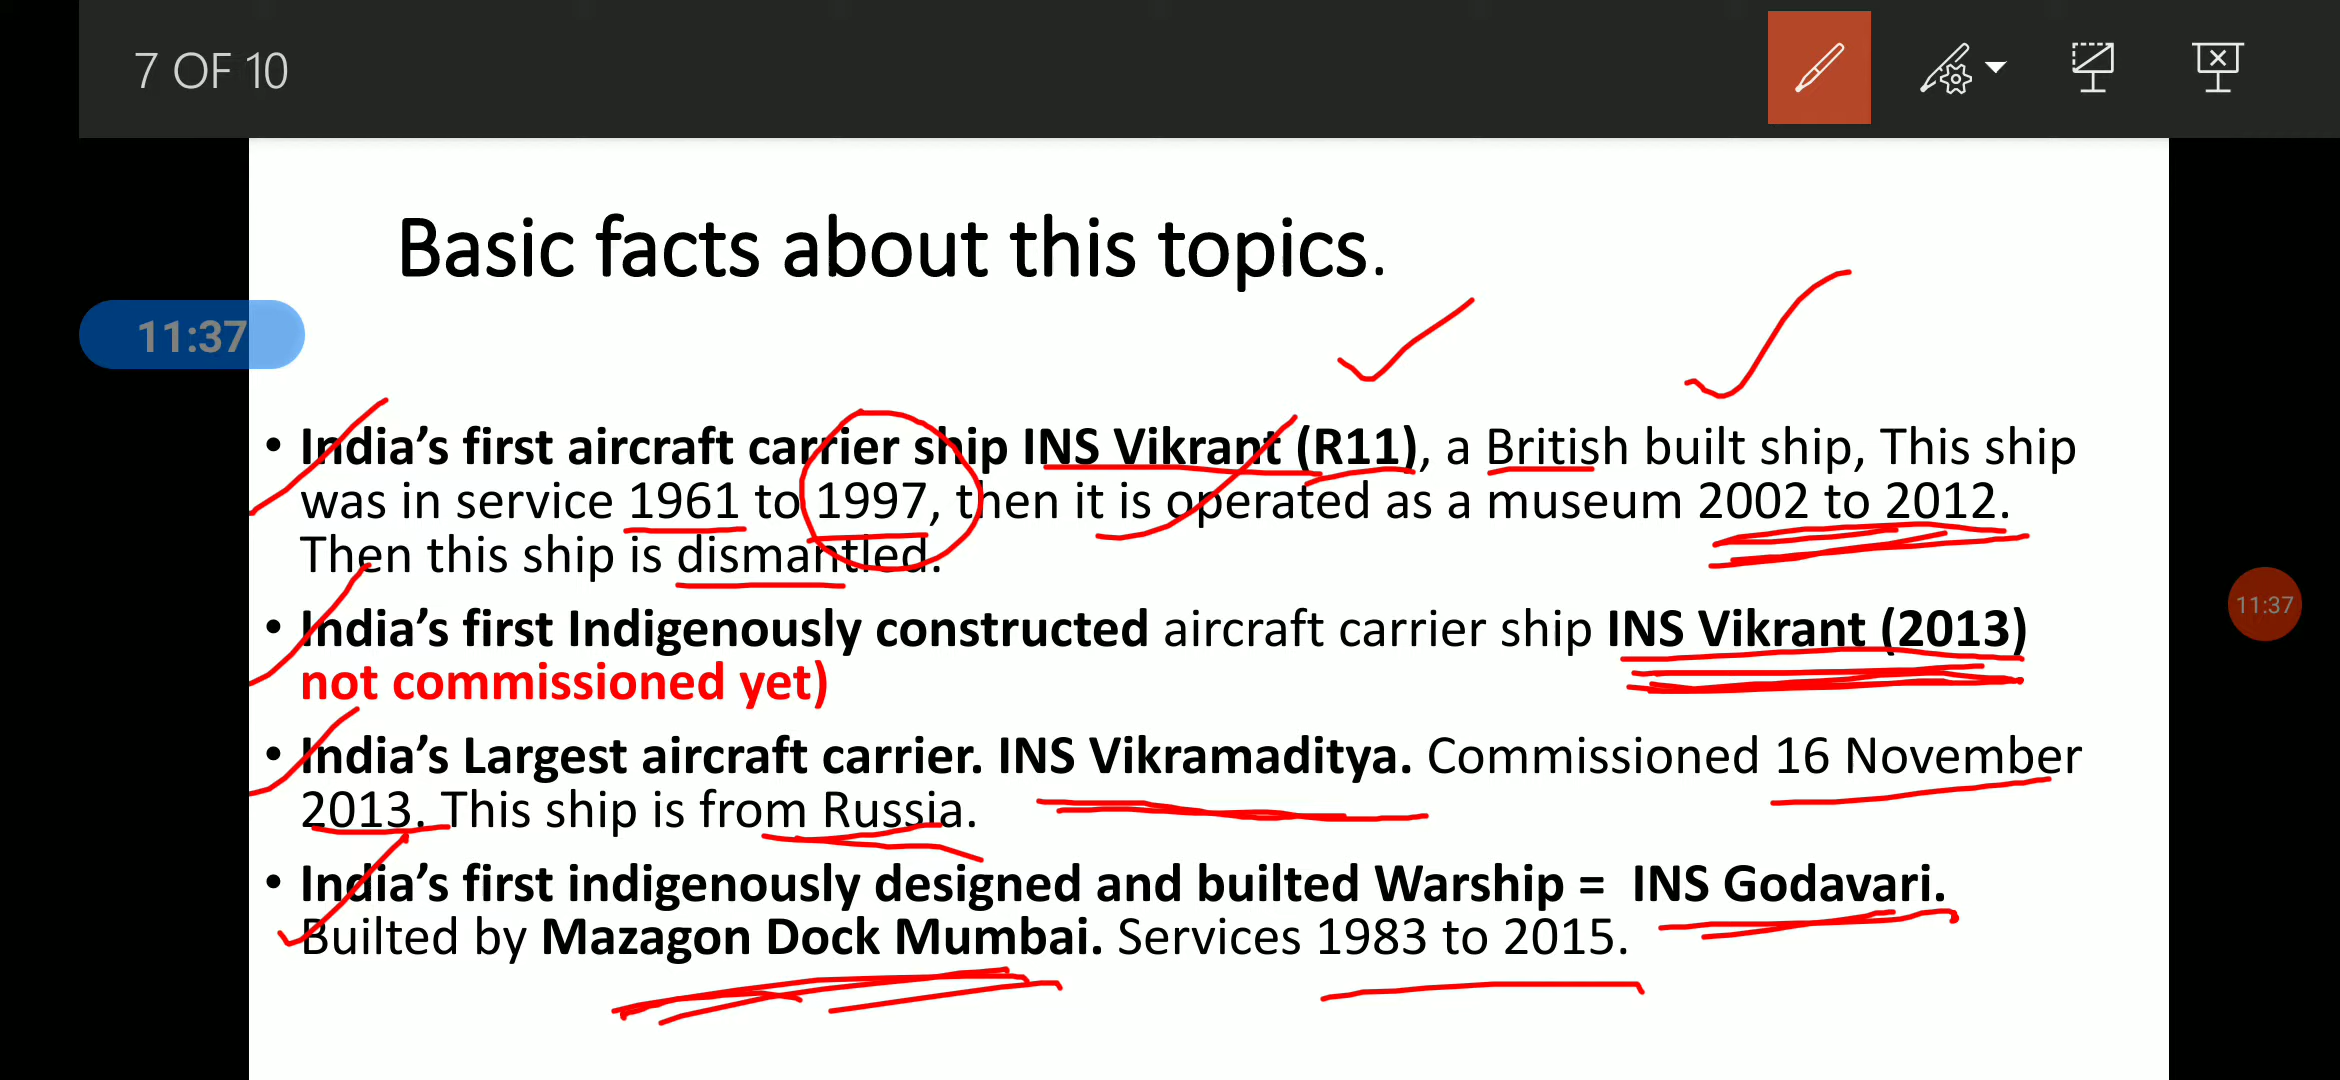 7 OF 10
Basic facts about this topics.
11:37
• India’s first aircraft carrier ship INS Vikrant (R11), a British built ship, This ship
was in service 1961 to 1997, then it is operated as a museum 2002 to 2012.
Then this ship is dismantled.
11:37
• India’s first Indigenously constructed aircraft carrier ship INS Vikrant (2013)
not commissioned yet)
• India’s Largest aircraft carrier. INS Vikramaditya. Commissioned 16 November
2013. This ship is from Russia.
• India’s first indigenously designed and builted Warship = INS Godavari.
Builted by Mazagon Dock Mumbai. Services 1983 to 2015.